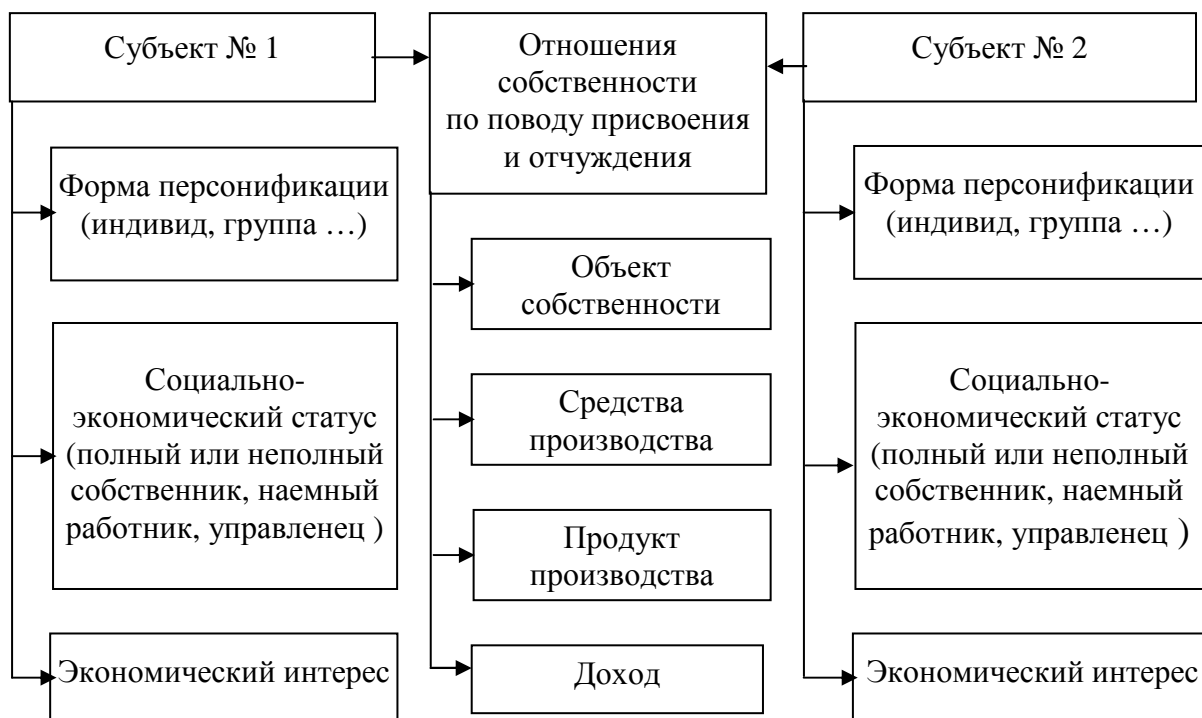 Субъект № 1
Форма персонификации
(индивид, группа …)
Социально-
экономический статус
(полный или неполный
собственник, наемный
работник, управленец )
Экономический интерес
Отношения
собственности
по поводу присвоения
и отчуждения
Объект
собственности
Средства
производства
Продукт
производства
Доход
Субъект № 2
Форма персонификации
(индивид, группа …)
Социально-
экономический статус
(полный или неполный
собственник, наемный
работник, управленец )
Экономический интерес